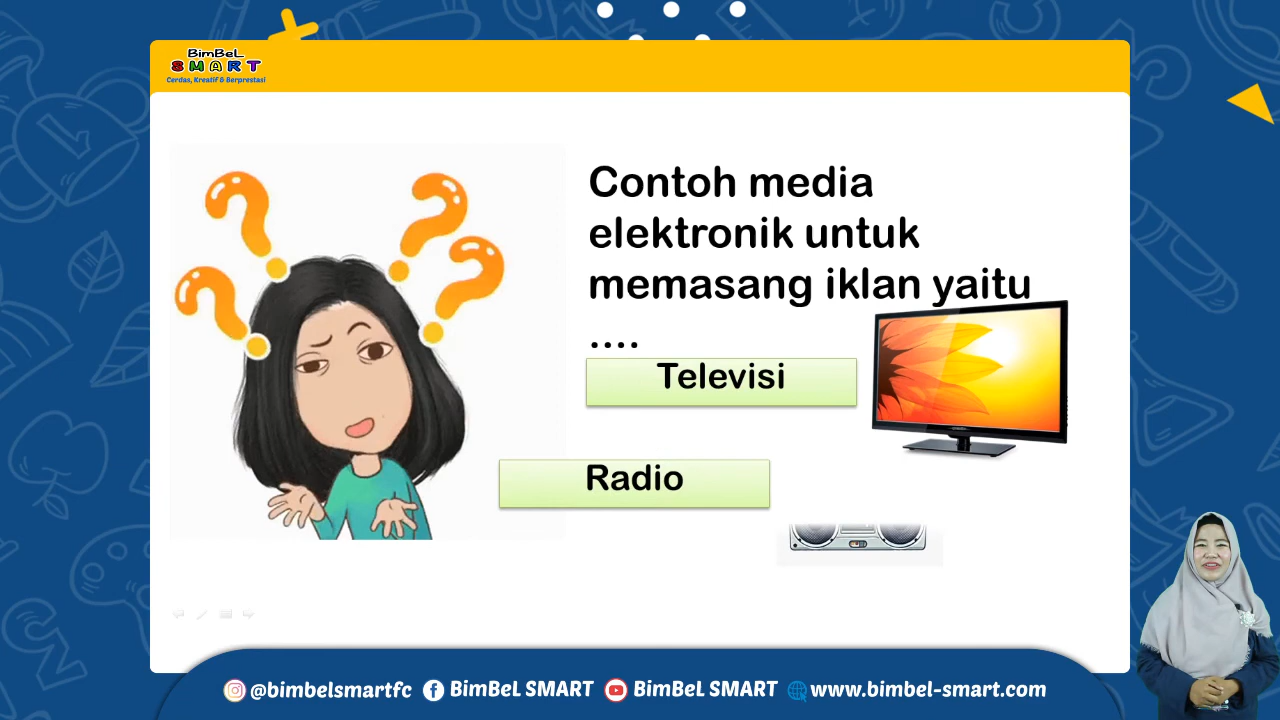 BimBeL
SMART
Cerdas, Kreatif & Berprestasi
Contoh media
elektronik untuk
memasang iklan yaitu
....
Televisi
Radio
@bimbelsmartfc BimBeL SMART BimBeL SMART www.bimbel-smart.com